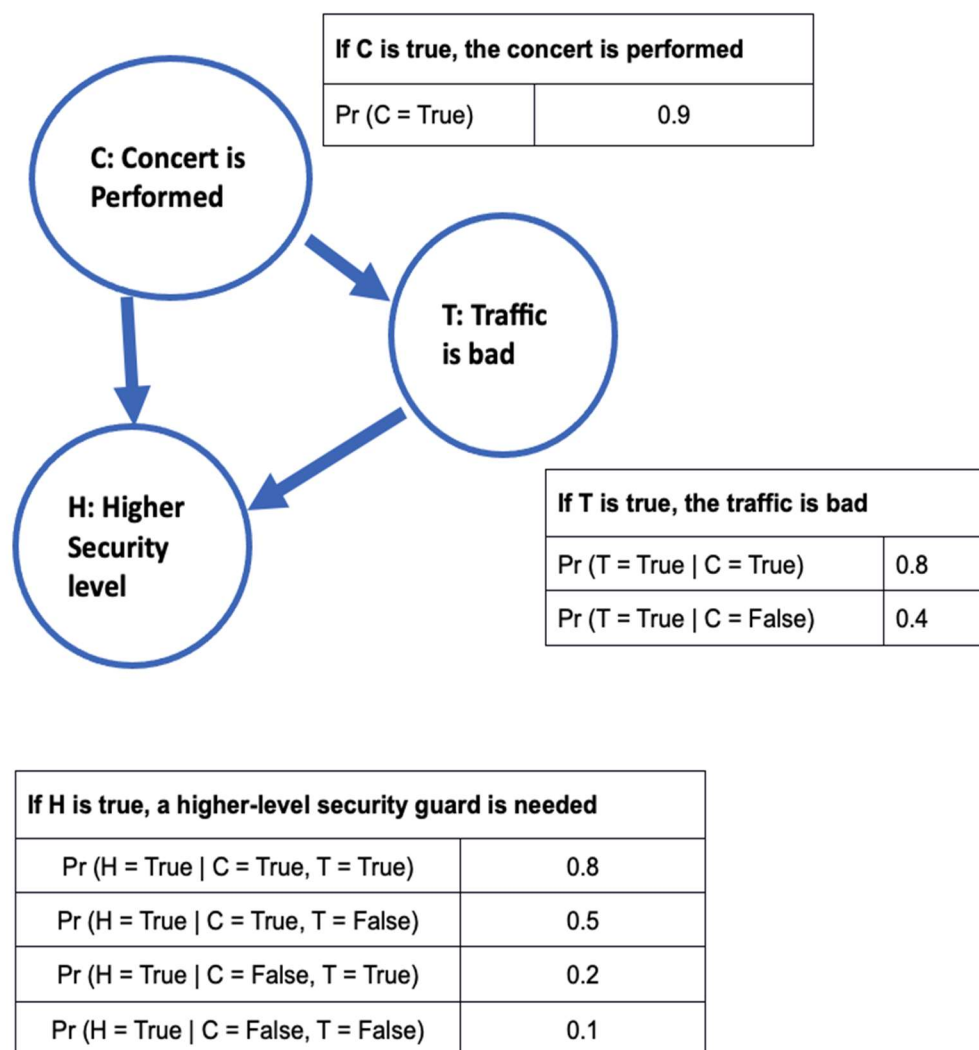 If C is true, the concert is performed
Pr (C = True) 0.9
C: Concert is
Performed
T: Traffic
is bad
H: Higher
Security
level
If T is true, the traffic is bad
Pr (T = True | C = True) 0.8
Pr (T = True | C = False) 0.4
If H is true, a higher-level security guard is needed
Pr (H = True | C = True, T = True) 0.8
Pr (H = True | C = True, T = False) 0.5
Pr (H = True | C = False, T = True) 0.2
Pr (H = True | C = False, T = False) 0.1